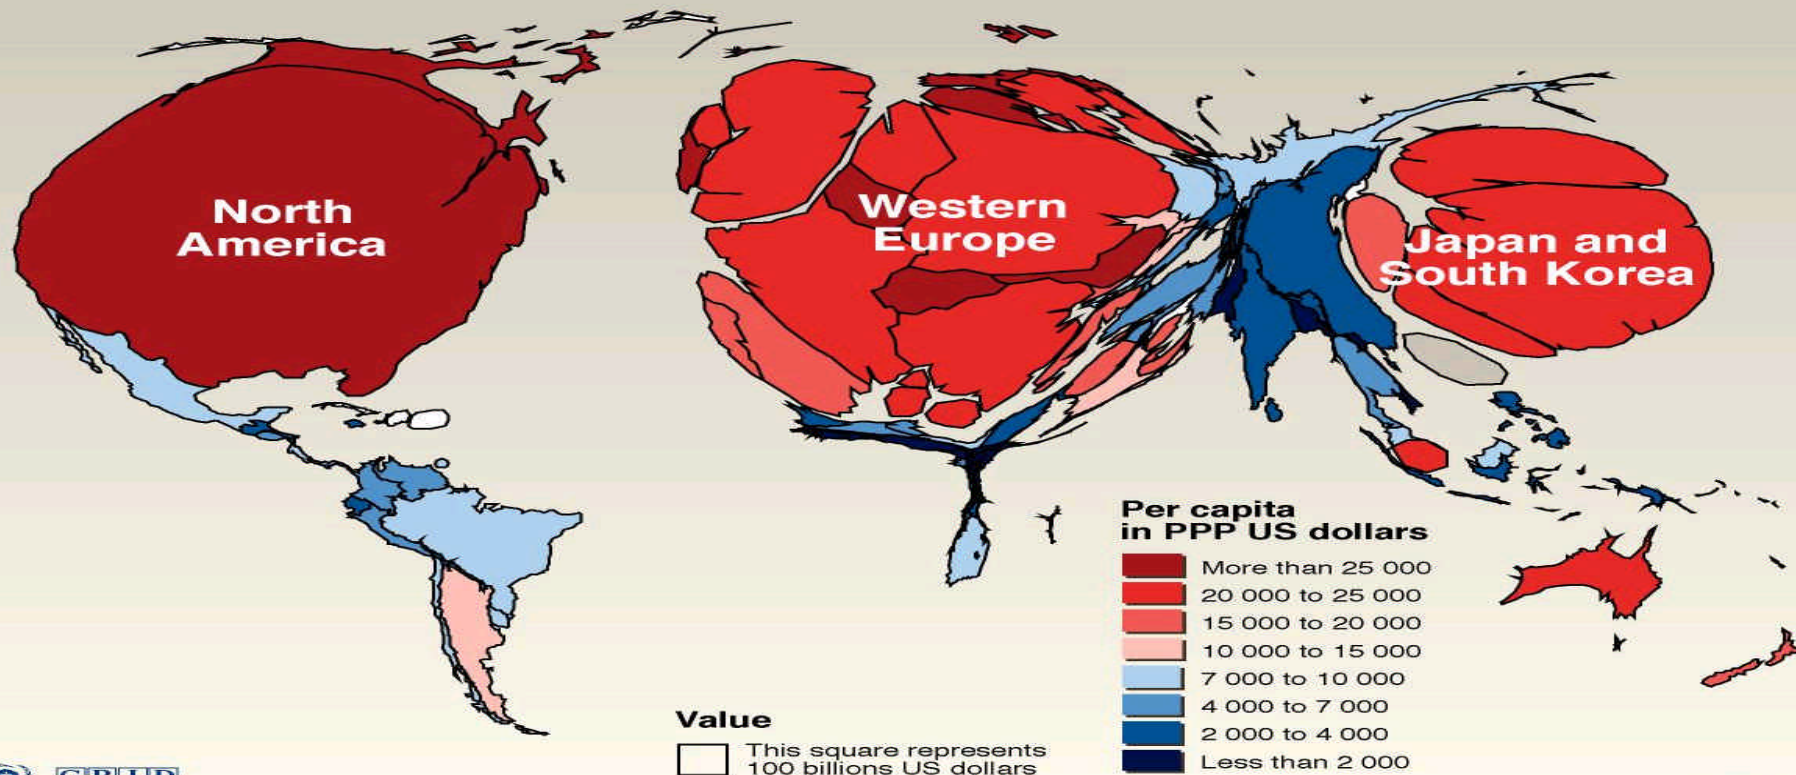 North
America
Western
Europe
Japan and
South Korea
Per capita
in PPP US dollars
More than 25 000
20 000 to 25 000
15 000 to 20 000
10 000 to 15 000
7 000 to 10 000
4 000 to 7 000
2 000 to 4 000
Less than 2 000
Value
This square represents
100 billions US dollars
G R I D